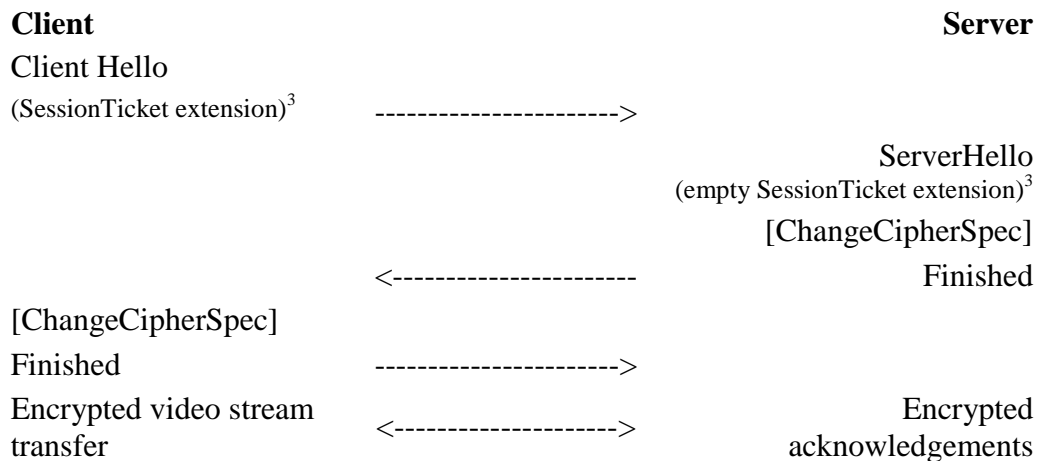 Client Server
Client Hello
(SessionTicket extension)3 ----------------------->
ServerHello
(empty SessionTicket extension)3
[ChangeCipherSpec]
<----------------------- Finished
[ChangeCipherSpec]
Finished ----------------------->
Encrypted video stream transfer <---------------------> Encrypted acknowledgements